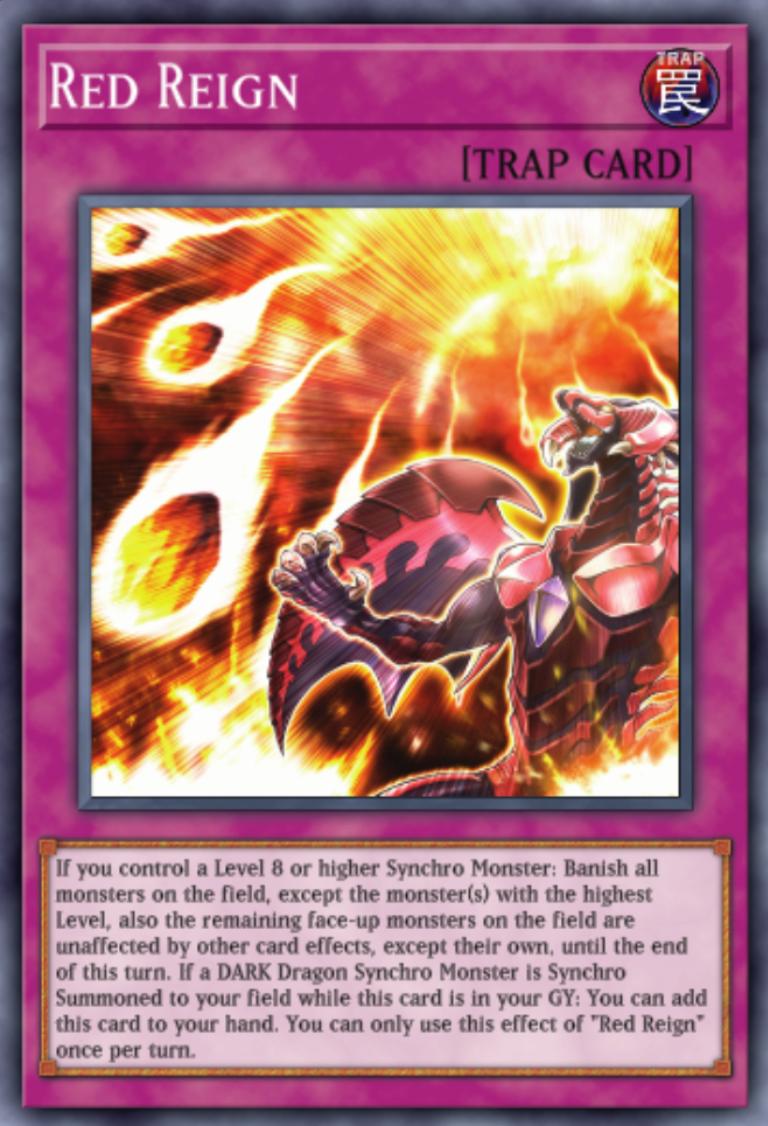 Red Reign
TRAP
罠
[TRAP CARD]
If you control a Level 8 or higher Synchro Monster: Banish all
monsters on the field, except the monster(s) with the highest
Level, also the remaining face-up monsters on the field are
unaffected by other card effects, except their own, until the end
of this turn. If a DARK Dragon Synchro Monster is Synchro
Summoned to your field while this card is in your GY: You can add
this card to your hand. You can only use this effect of "Red Reign"
once per turn.